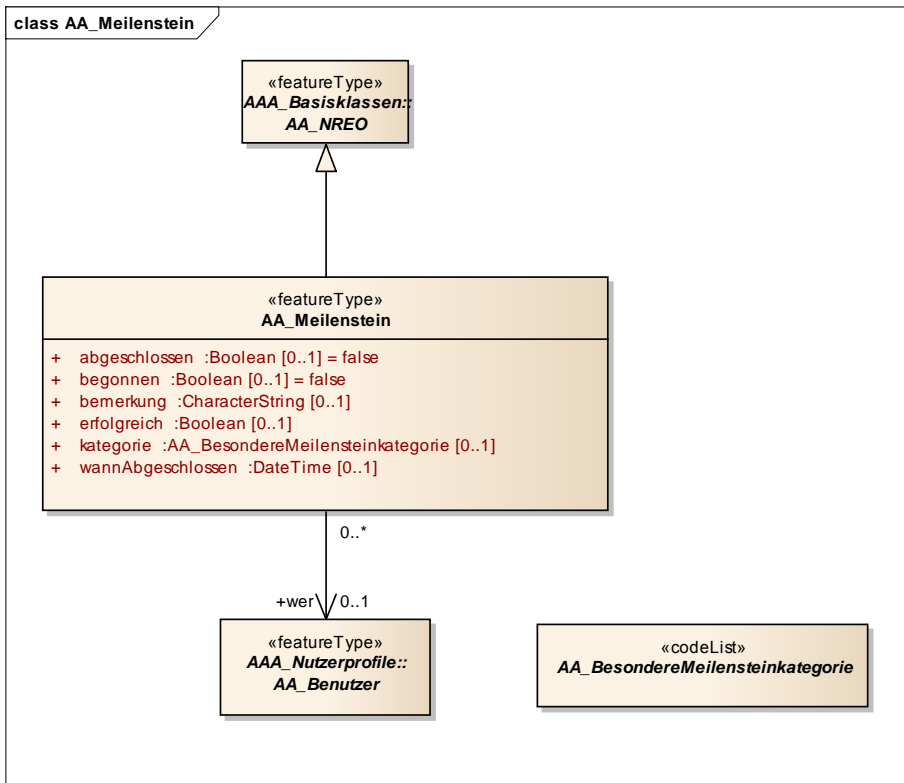 class AA_Meilenstein
«featureType»
AAA_Basisklassen::
AA_NREO
«featureType»
AA_Meilenstein
+ abgeschlossen :Boolean [0..1] = false
+ begonnen :Boolean [0..1] = false
+ bemerkung :CharacterString [0..1]
+ erfolgreich :Boolean [0..1]
+ kategorie :AA_BesondereMeilensteinkategorie [0..1]
+ wannAbgeschlossen :DateTime [0..1]
0..*
+wer 0..1
«featureType»
AAA_Nutzerprofile::
AA_Benutzer
«codeList»
AA_BesondereMeilensteinkategorie